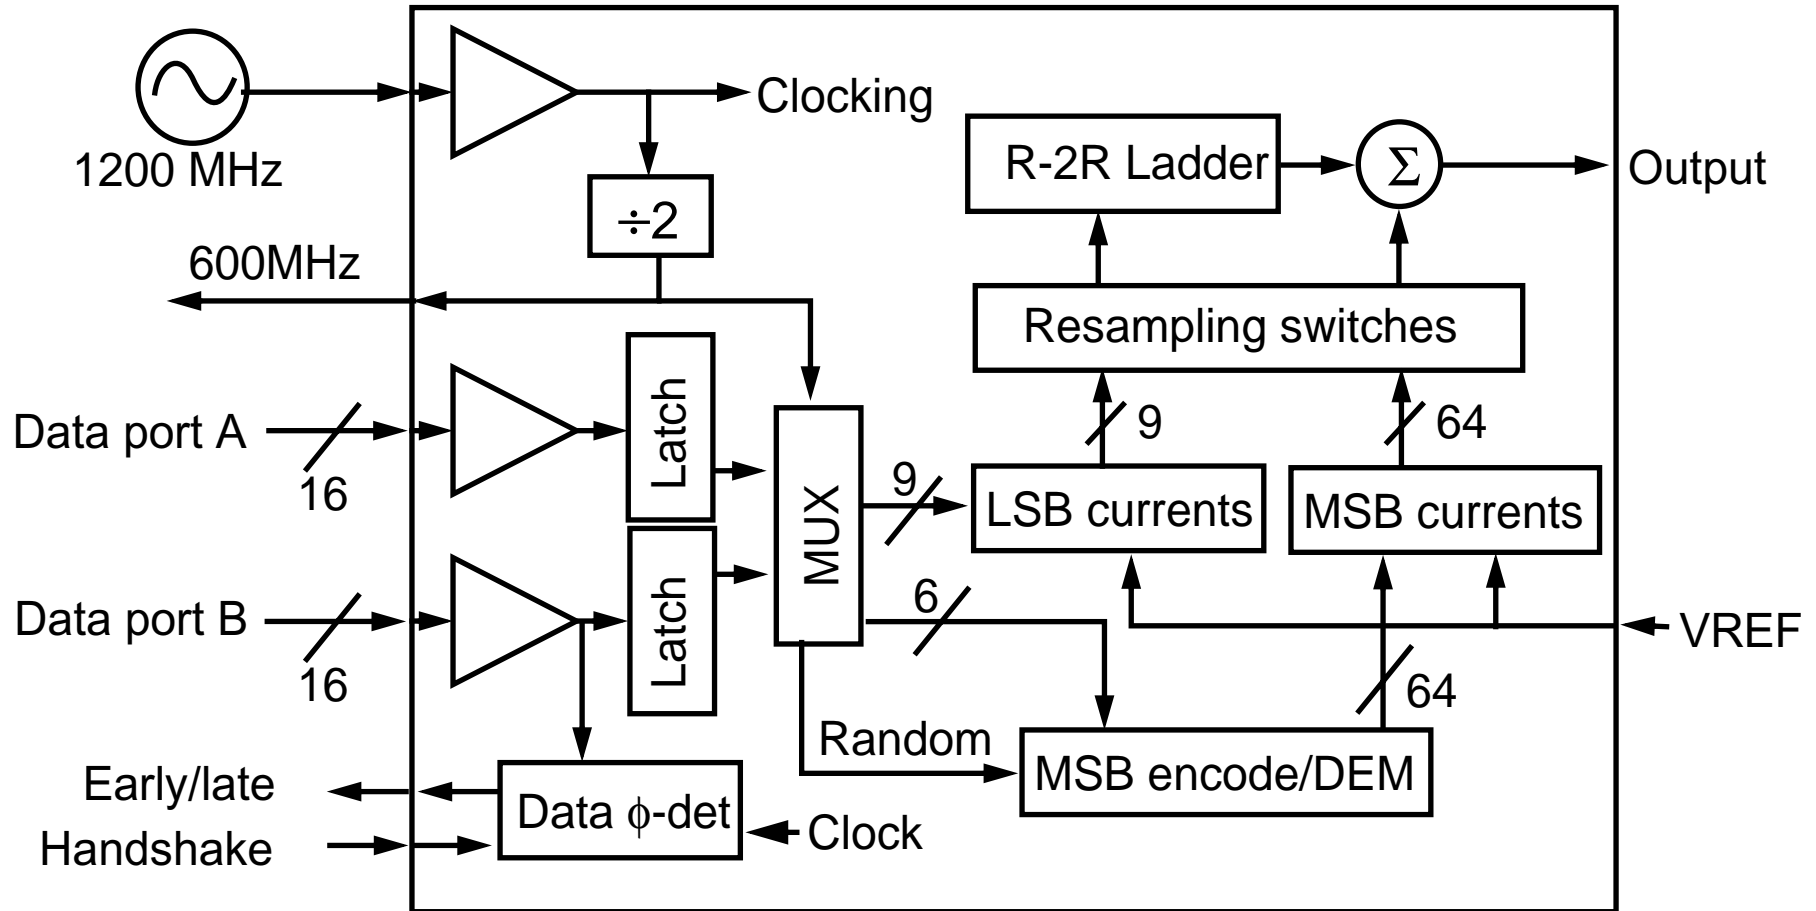 Clocking
1200 MHz
÷2
600MHz
R-2R Ladder
Σ
Output
Resampling switches
Data port A
16
Latch
MUX
9
9
64
LSB currents
MSB currents
Data port B
16
Latch
6
VREF
64
Random
MSB encode/DEM
Early/late
Handshake
Data ϕ-det
Clock